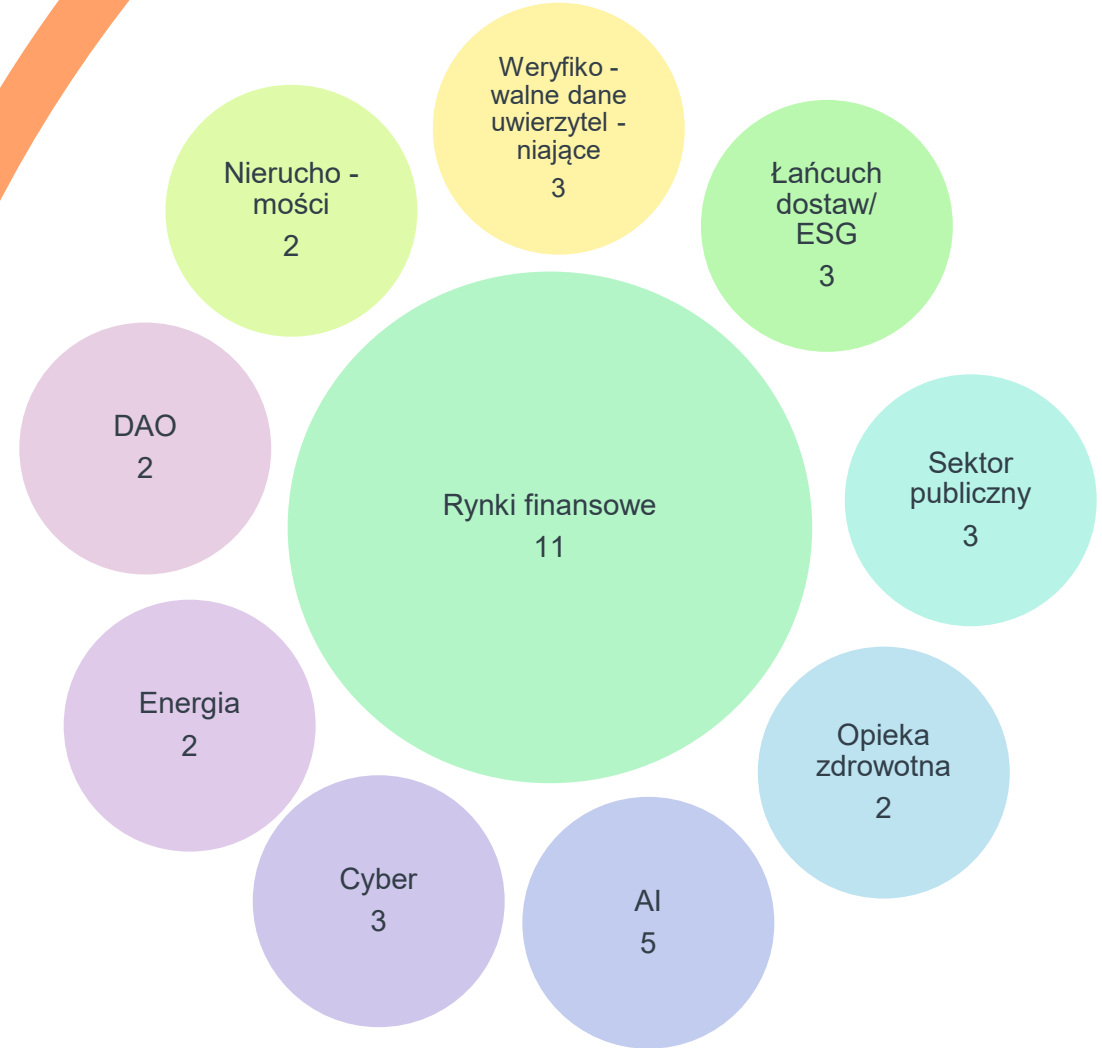 Weryfiko -
walne dane
uwierzytel -
niające
3
Łańcuch
dostaw/
ESG
3
Sektor
publiczny
3
Opieka
zdrowotna
2
AI
5
Cyber
3
Energia
2
DAO
2
Nierucho -
mości
2
Rynki finansowe
11